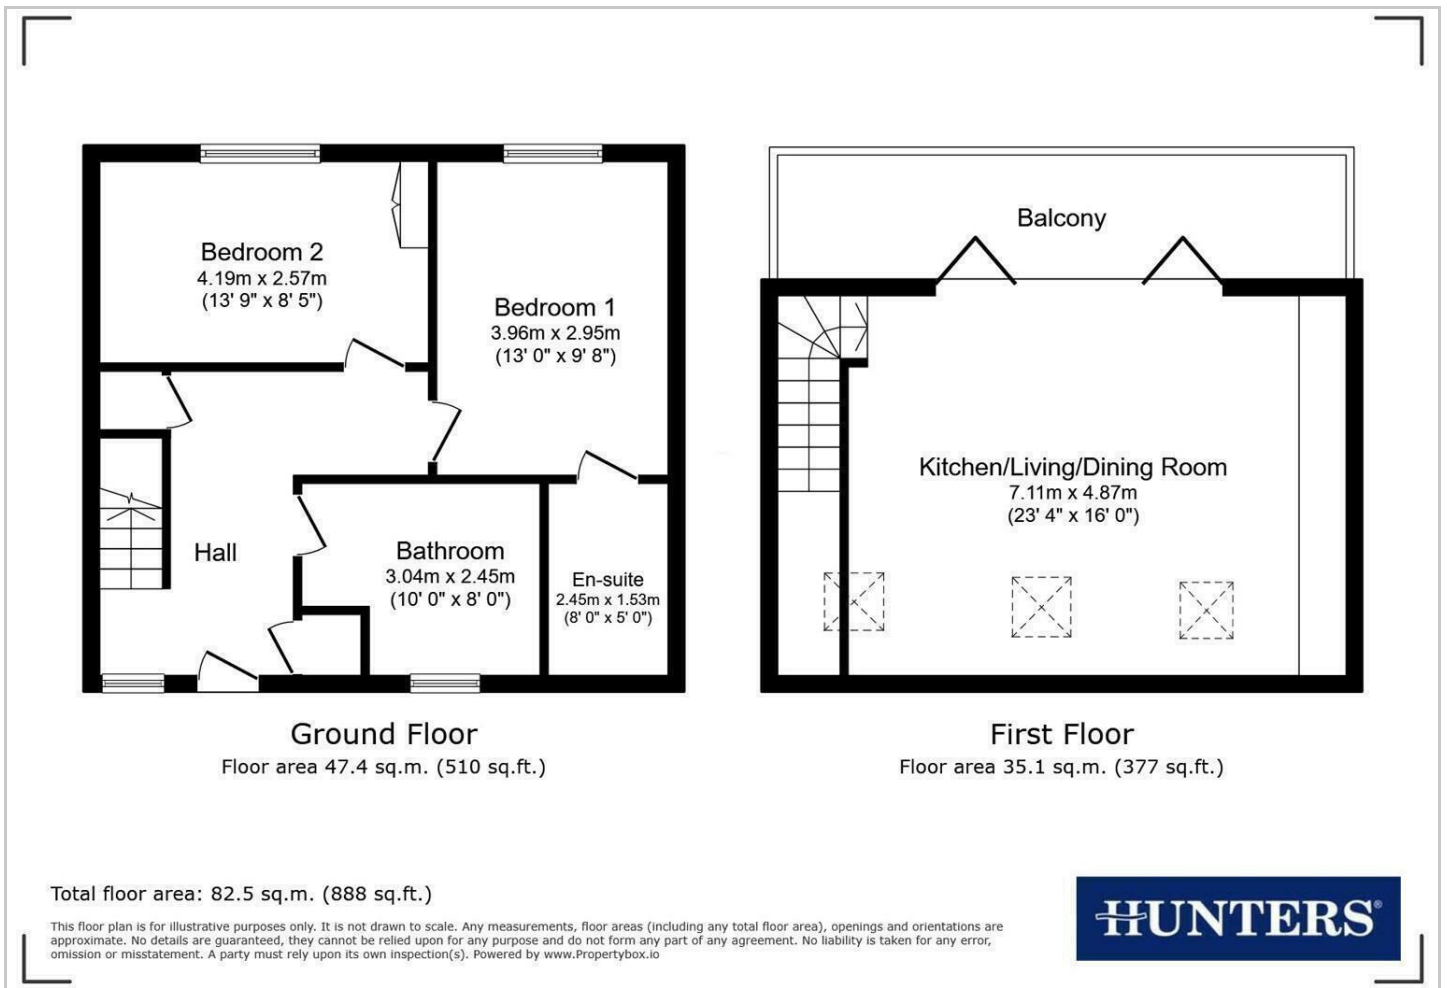 Bedroom 2
4.19m x 2.57m
(13' 9" x 8' 5")
Bedroom 1
3.96m x 2.95m
(13' 0" x 9' 8")
Hall
Bathroom
3.04m x 2.45m
(10' 0" x 8' 0")
En-suite
2.45m x 1.53m
(8' 0" x 5' 0")
Ground Floor
Floor area 47.4 sq.m. (510 sq.ft.)
Balcony
Kitchen/Living/Dining Room
7.11m x 4.87m
(23' 4" x 16' 0")
First Floor
Floor area 35.1 sq.m. (377 sq.ft.)
Total floor area: 82.5 sq.m. (888 sq.ft.)
This floor plan is for illustrative purposes only. It is not drawn to scale. Any measurements, floor areas (including any total floor area), openings and orientations are
approximate. No details are guaranteed, they cannot be relied upon for any purpose and do not form any part of any agreement. No liability is taken for any error,
omission or misstatement. A party must rely upon its own inspection(s). Powered by www.Propertybox.io
HUNTERS®